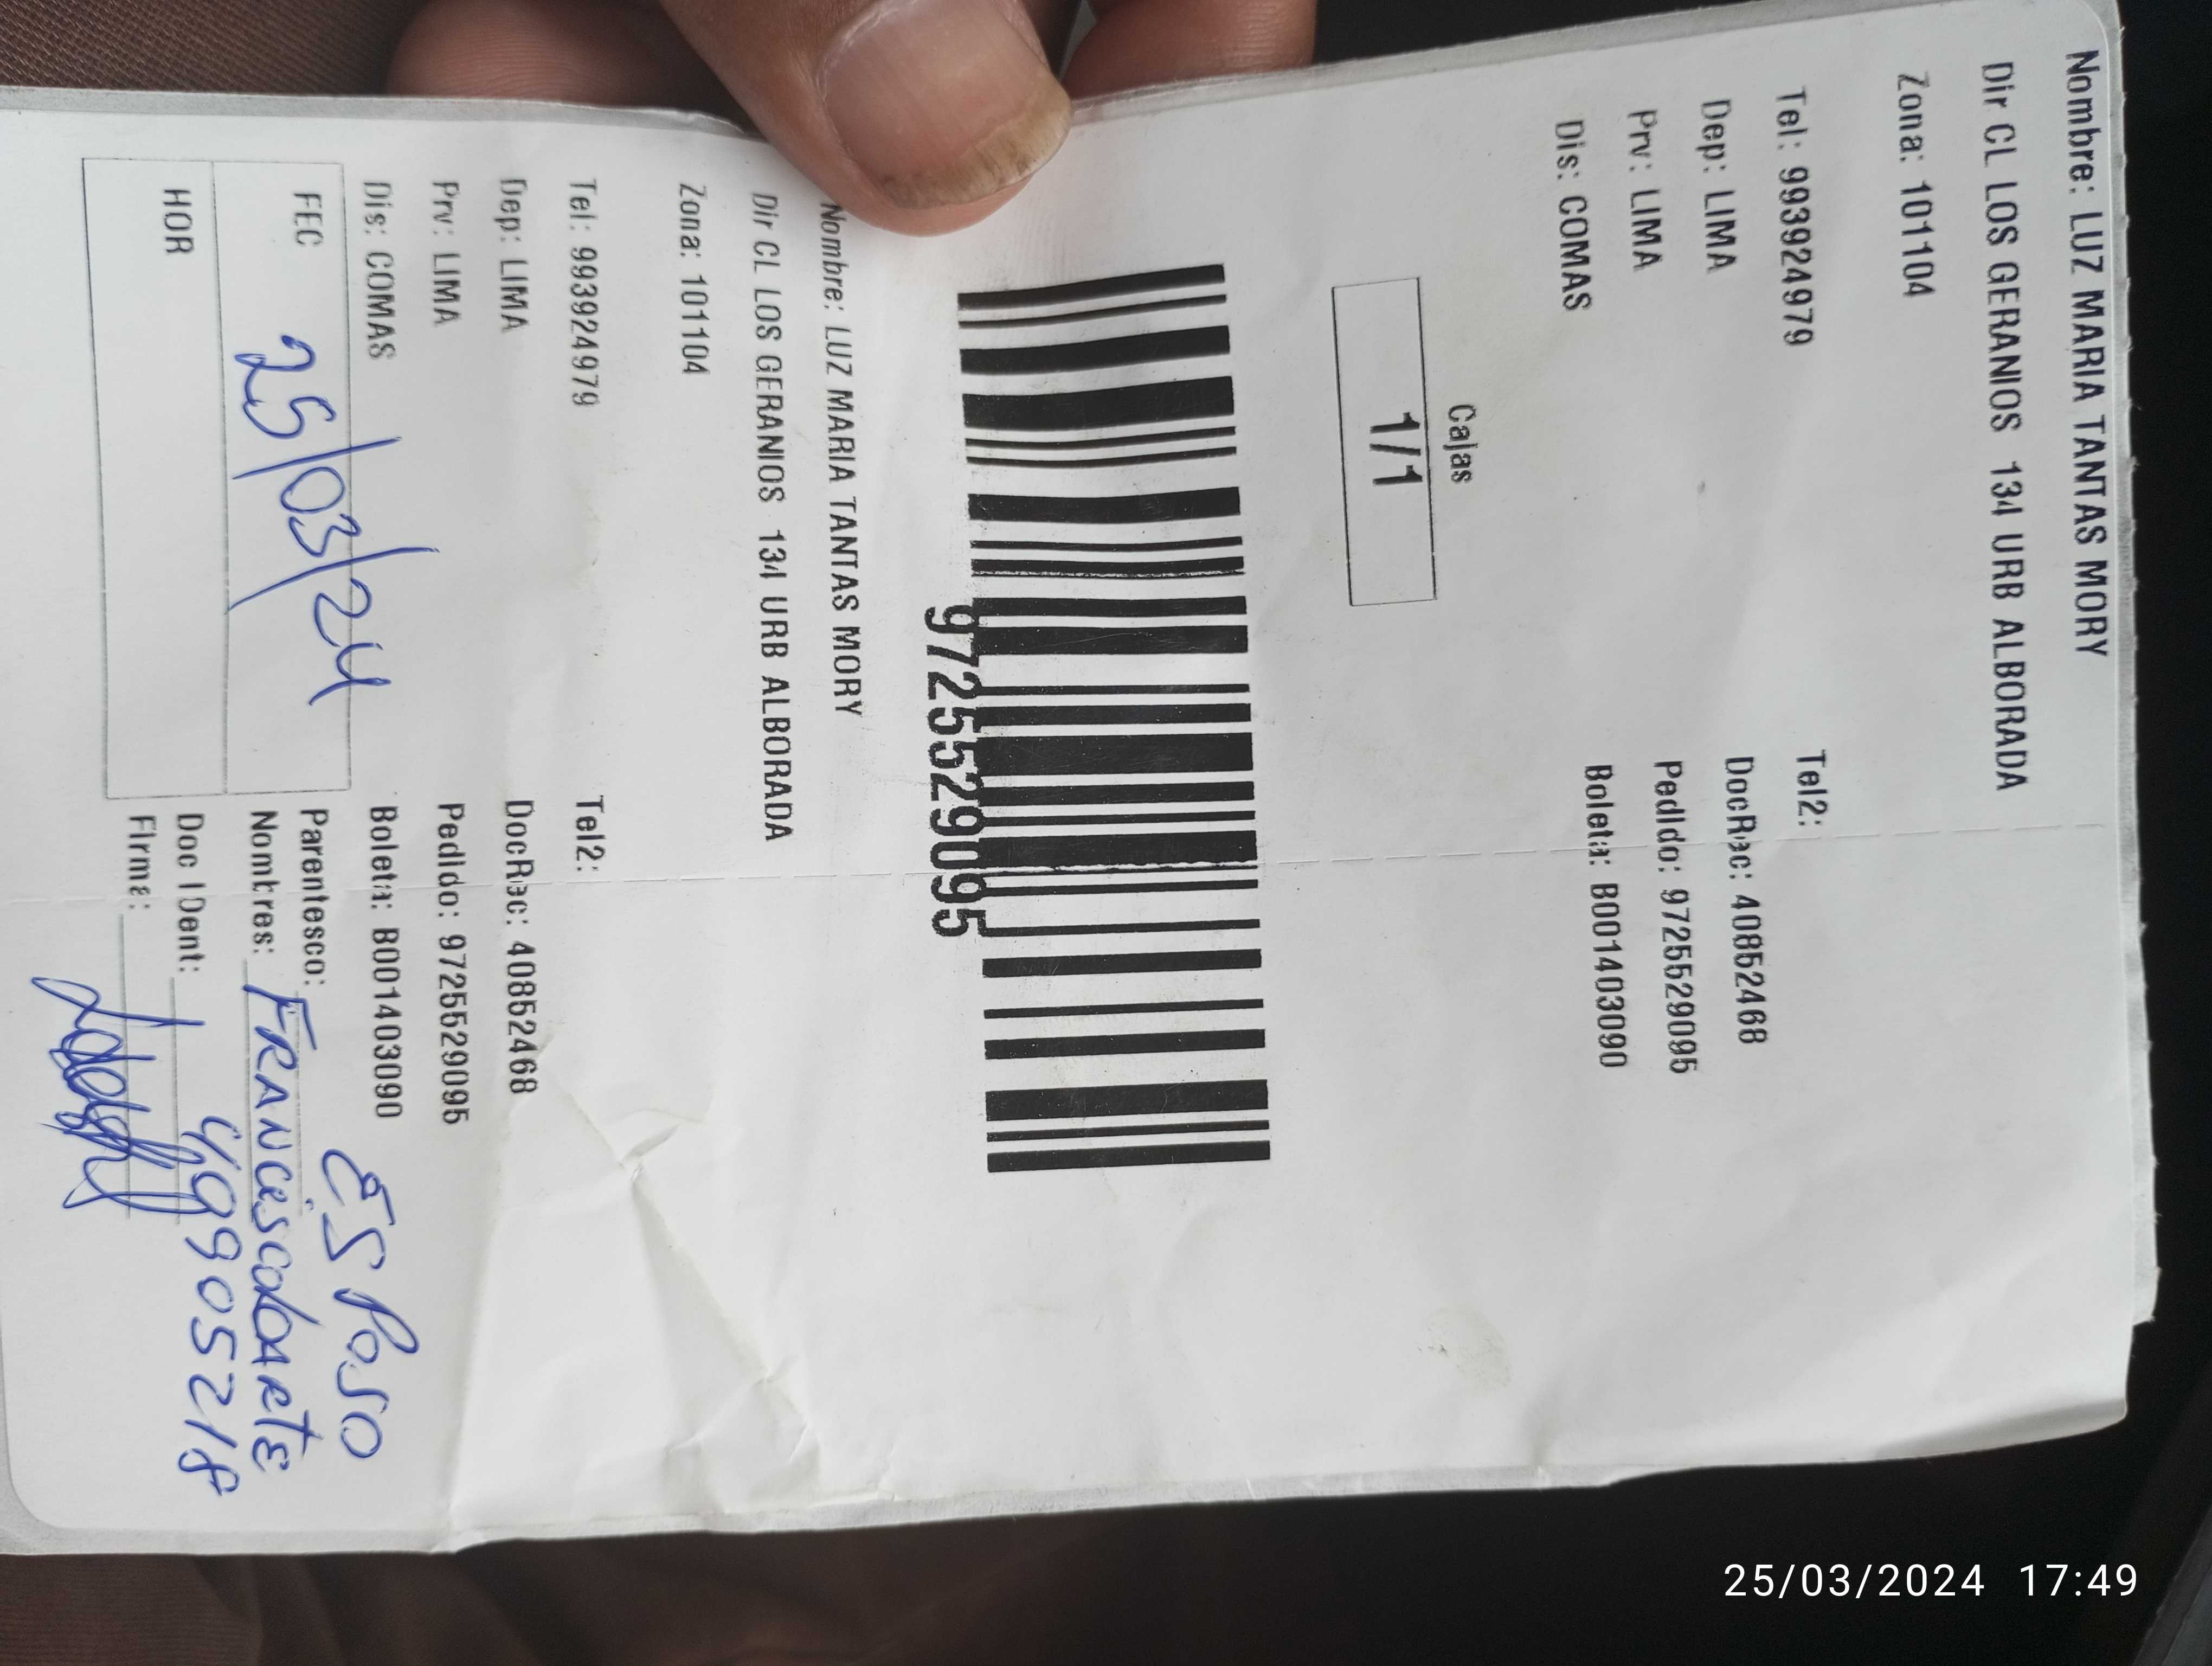 Nombre: LUZ MARIA TANTAS MORY
Dir CL LOS GERANIOS 134 URB ALBORADA
Zona: 101104
Tel: 993924979 Tel2:
Dep: LIMA DocRec: 40852468
Prv: LIMA Pedido: 9725529095
Dis: COMAS Boleta: B001403090
Cajas
1/1
9725529095
Nombre: LUZ MARIA TANTAS MORY
Dir CL LOS GERANIOS 134 URB ALBORADA
Zona: 101104
Tel: 993924979 Tel2:
Dep: LIMA DocRec: 40852468
Prv: LIMA Pedido: 9725529095
Dis: COMAS Boleta: B001403090
FEC 25/03/24 Parentesco: ESPOSO
Nombres: FRANCisco
HOR Doc IDent:
Firma:
25/03/2024 17:49